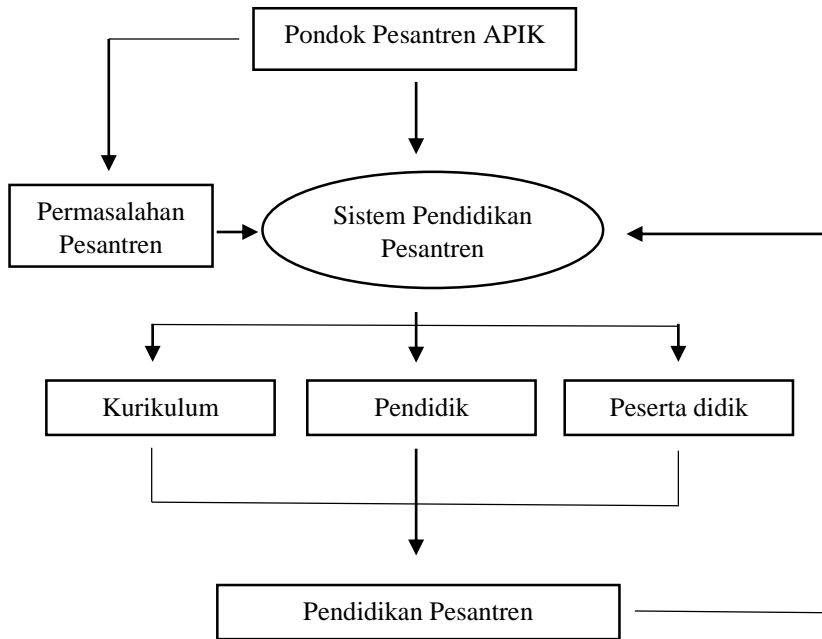 Pondok Pesantren APIK
Permasalahan
Pesantren
Sistem Pendidikan
Pesantren
Kurikulum
Pendidik
Peserta didik
Pendidikan Pesantren